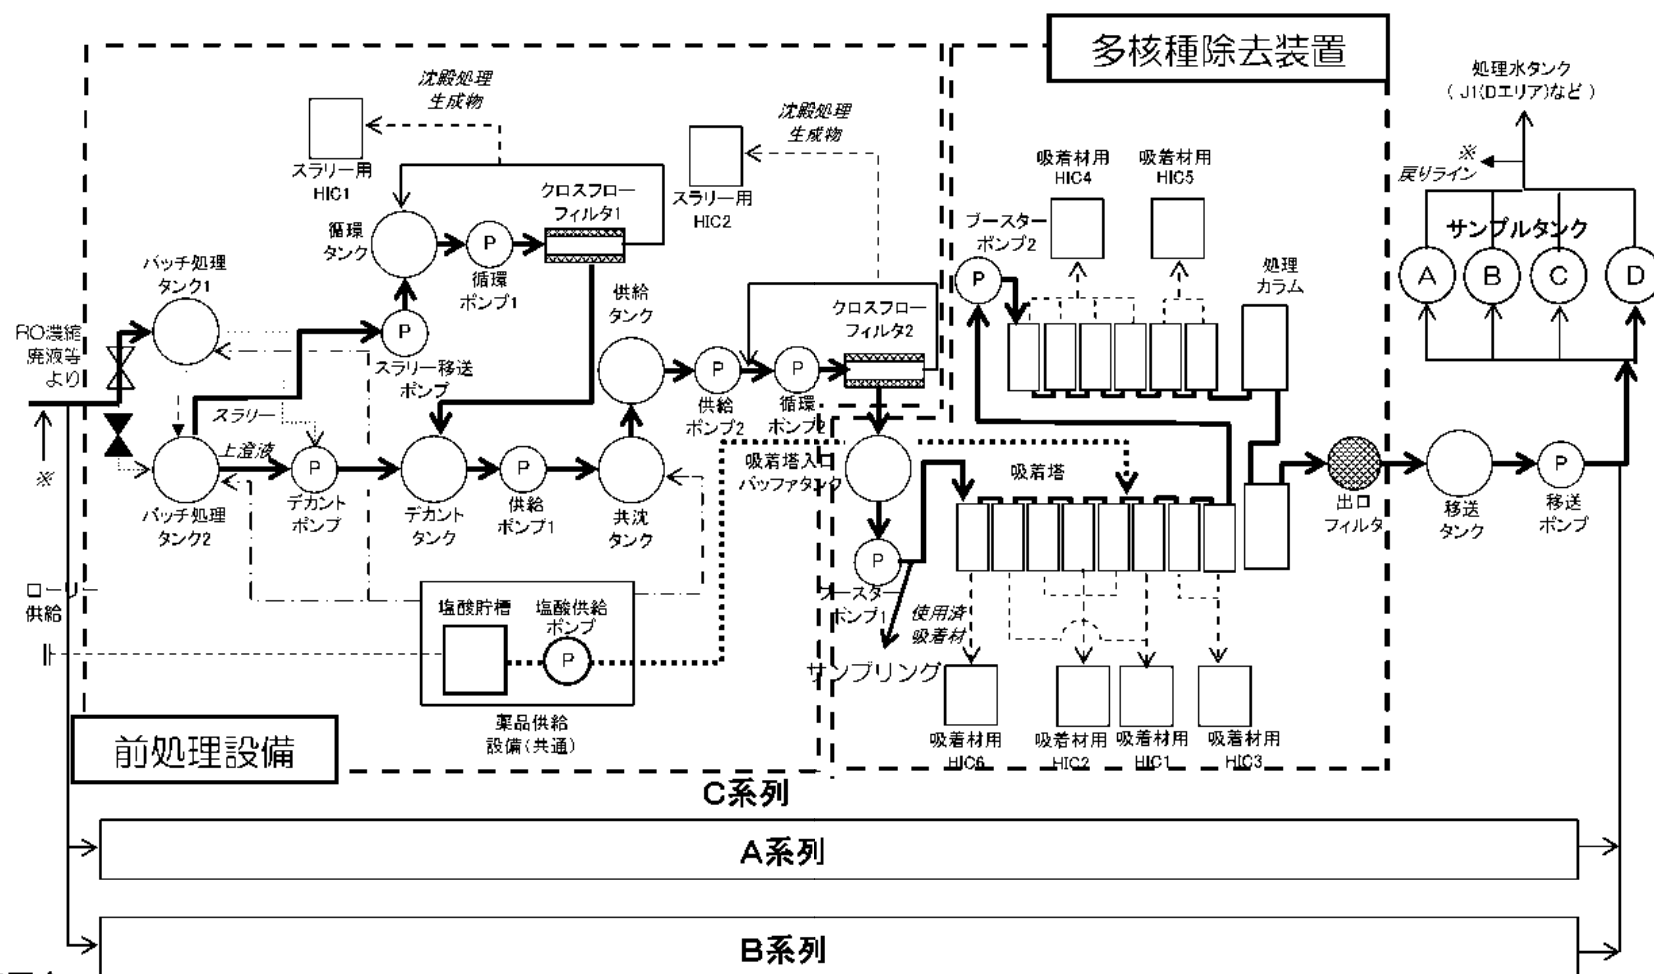 多核種除去装置
処理水タンク
( J1(Dエリア)など )
※
戻りライン
サンプルタンク
A
B
C
D
沈殿処理
生成物
スラリー用
HIC1
沈殿処理
生成物
スラリー用
HIC2
クロスフロー
フィルタ1
循環
タンク
P
循環
ポンプ1
吸着材用
HIC4
吸着材用
HIC5
ブースター
ポンプ2
P
処理
カラム
バッチ処理
タンク1
RO濃縮
廃液等
より
※
P
スラリー移送
ポンプ
供給
タンク
クロスフロー
フィルタ2
P
供給
ポンプ2
P
循環
ポンプ2
スラリー
上澄液
バッチ処理
タンク2
P
デカント
ポンプ
デカント
タンク
P
供給
ポンプ1
共沈
タンク
吸着塔入口
バッファタンク
吸着塔
出口
フィルタ
移送
タンク
P
移送
ポンプ
P
ブースター
ポンプ1
使用済
吸着材
サンプリング
ローリ
供給
塩酸貯槽
塩酸供給
ポンプ
P
薬品供給
設備(共通)
吸着材用
HIC6
吸着材用
HIC2
吸着材用
HIC1
吸着材用
HIC3
前処理設備
C系列
A系列
B系列